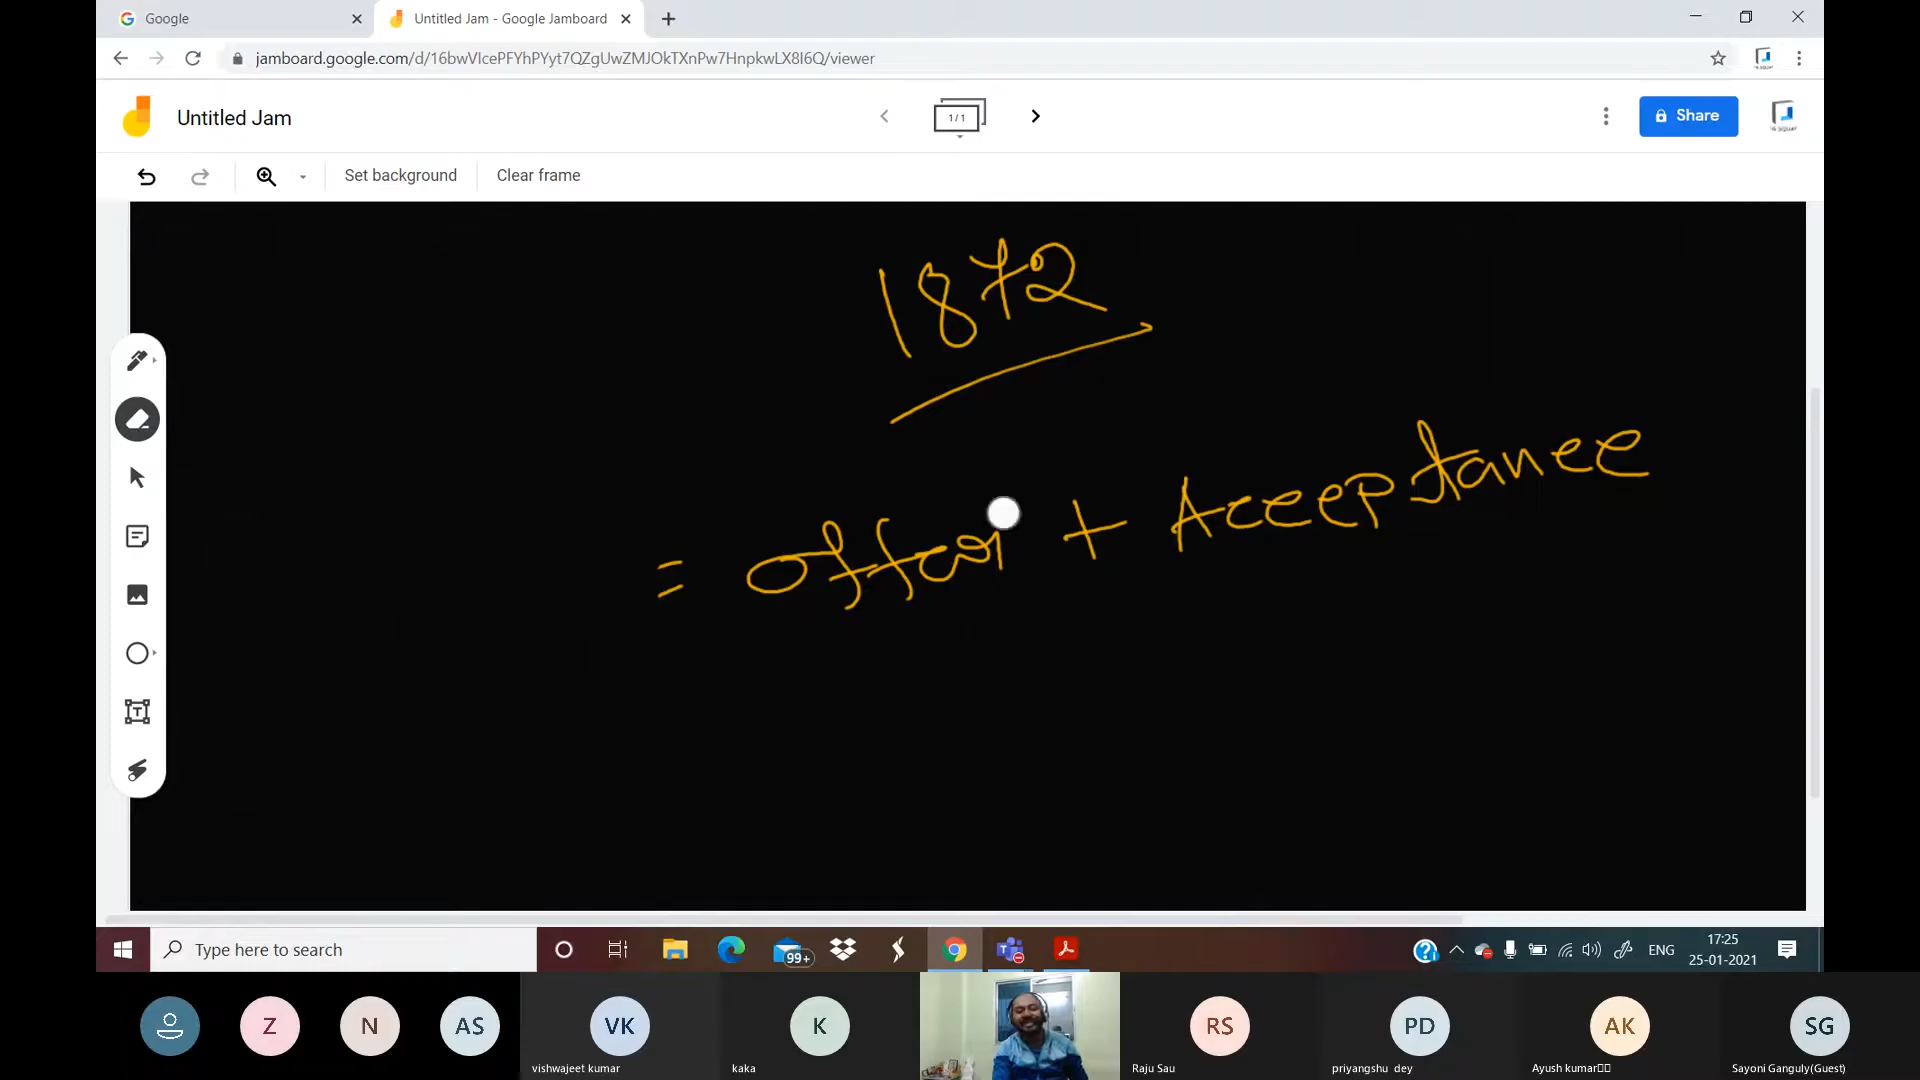 Google
Untitled Jam - Google Jamboard
jamboard.google.com/d/16bwVIcePFYhPYyt7QZgUwZMJOkTXnPw7HnpkwLX8I6Q/viewer
Untitled Jam
1/1
Share
Set background
Clear frame
1872
= offer + Acceptance
Type here to search
99+
ENG
17:25
25-01-2021
Z
N
AS
VK
K
RS
PD
AK
SG
vishwajeet kumar
kaka
Raju Sau
priyangshu dey
Ayush kumar
Sayoni Ganguly(Guest)